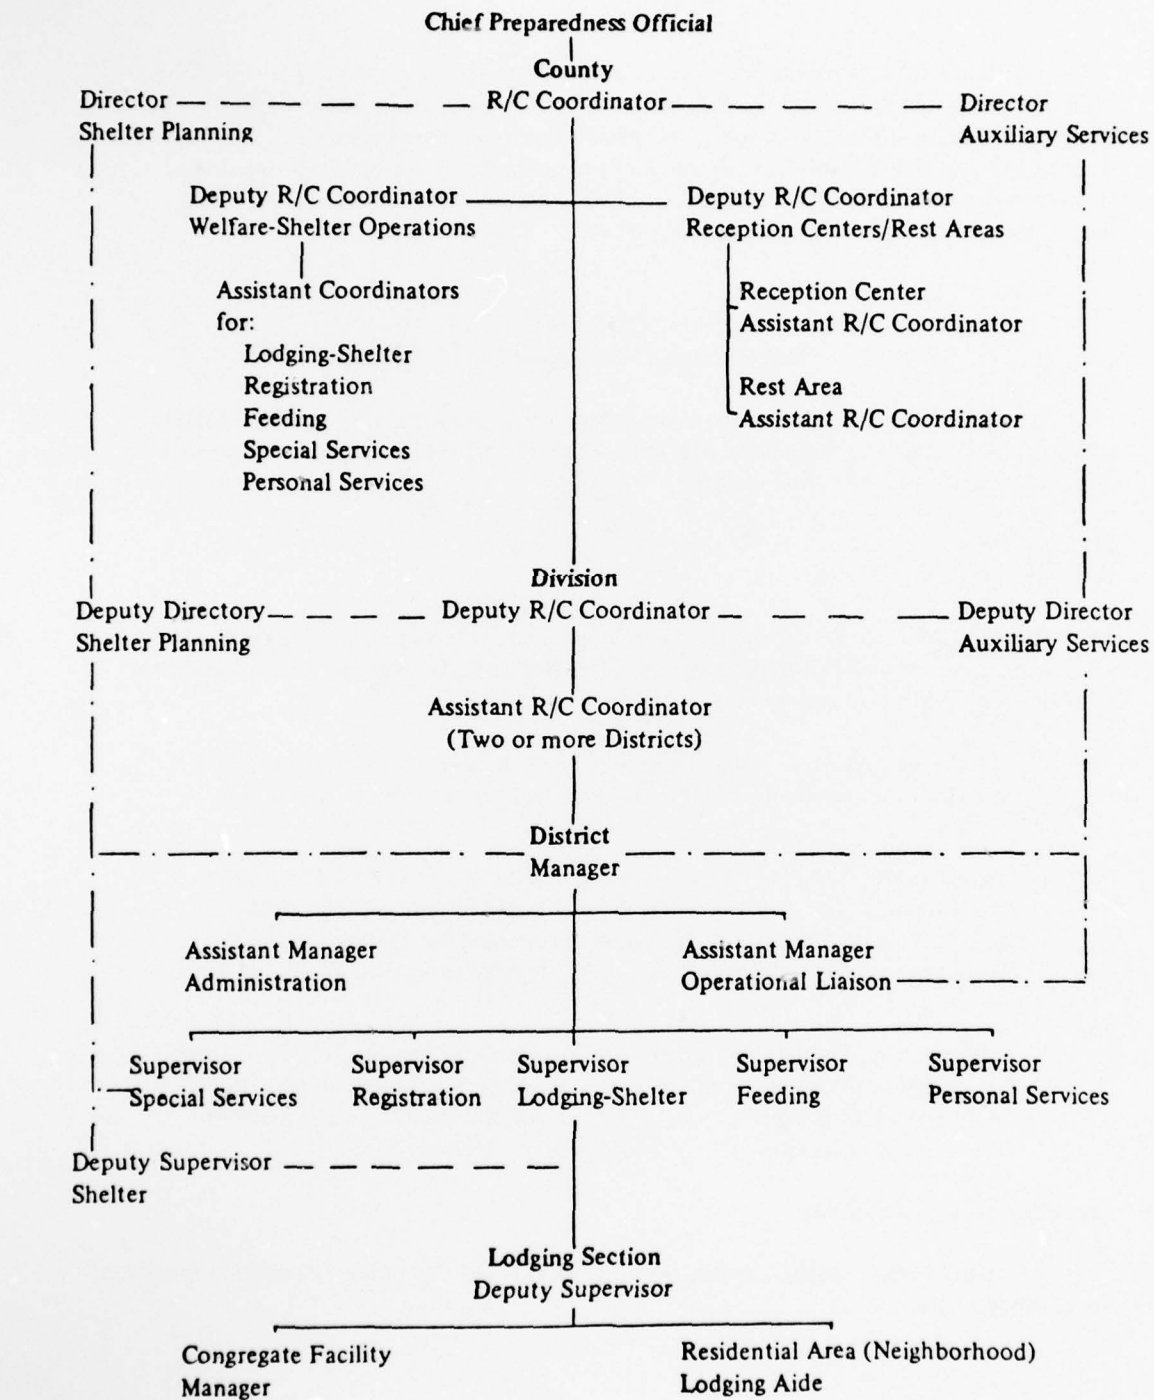 Chief Preparedness Official
County
Director R/C Coordinator Director
Shelter Planning Auxiliary Services
Deputy R/C Coordinator Deputy R/C Coordinator
Welfare-Shelter Operations Reception Centers/Rest Areas
Assistant Coordinators Reception Center
for: Assistant R/C Coordinator
Lodging-Shelter
Registration Rest Area
Feeding Assistant R/C Coordinator
Special Services
Personal Services
Division
Deputy Directory Deputy R/C Coordinator Deputy Director
Shelter Planning Auxiliary Services
Assistant R/C Coordinator
(Two or more Districts)
District
Manager
Assistant Manager Assistant Manager
Administration Operational Liaison
Supervisor Supervisor Supervisor Supervisor Supervisor
Special Services Registration Lodging-Shelter Feeding Personal Services
Deputy Supervisor
Shelter
Lodging Section
Deputy Supervisor
Congregate Facility Residential Area (Neighborhood)
Manager Lodging Aide